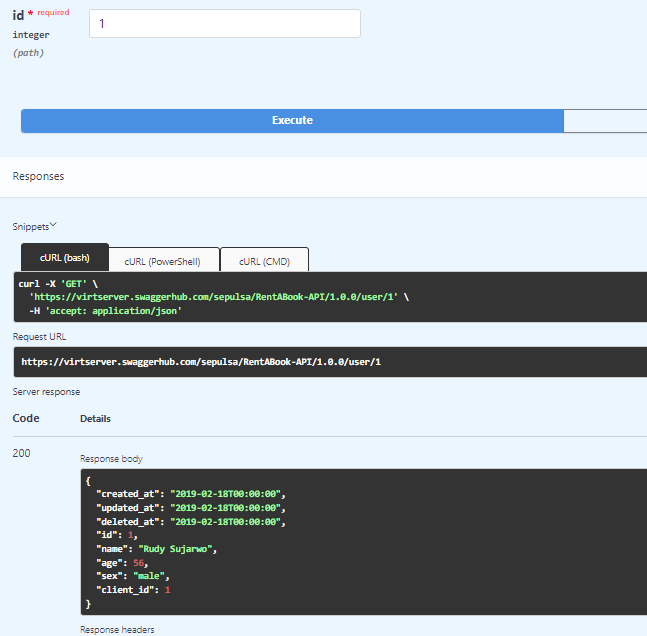 id * required
1
integer
(path)
Execute
Responses
Snippets
cURL (bash) cURL (PowerShell) cURL (CMD)
curl -X 'GET' \
'https://virtserver.swaggerhub.com/sepulsa/RentABook-API/1.0.0/user/1' \
-H 'accept: application/json'
Request URL
https://virtserver.swaggerhub.com/sepulsa/RentABook-API/1.0.0/user/1
Server response
Code Details
200
Response body
{
"created_at": "2019-02-18T00:00:00",
"updated_at": "2019-02-18T00:00:00",
"deleted_at": "2019-02-18T00:00:00",
"id": 1,
"name": "Rudy Sujarwo",
"age": 56,
"sex": "male",
"client_id": 1
}
Response headers